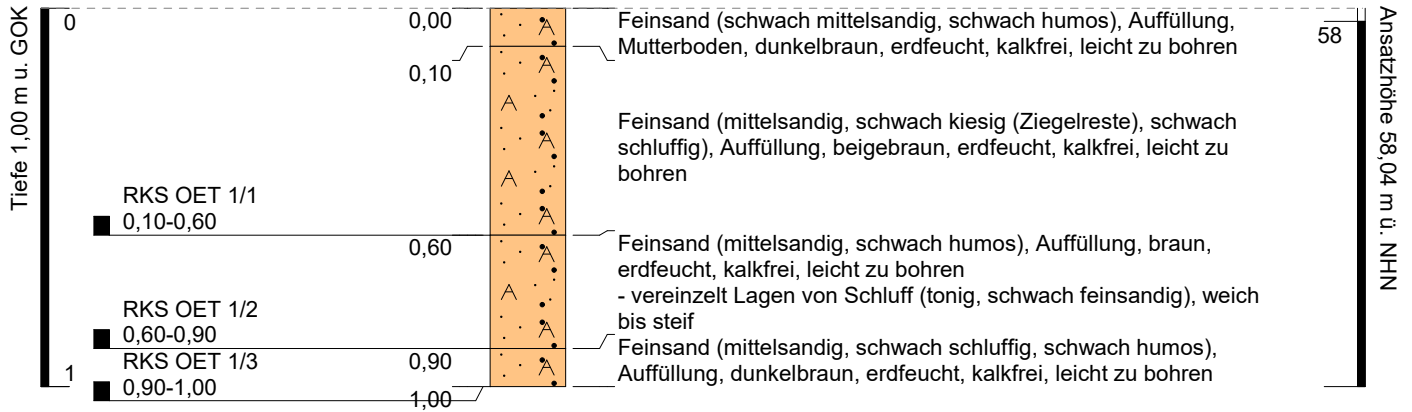 Tiefe 1,00 m u. GOK
0
0,00
Feinsand (schwach mittelsandig, schwach humos), Auffüllung,
Mutterboden, dunkelbraun, erdfeucht, kalkfrei, leicht zu bohren
58
Ansatzhöhe 58,04 m ü. NHN
0,10
Feinsand (mittelsandig, schwach kiesig (Ziegelreste), schwach
schluffig), Auffüllung, beigebraun, erdfeucht, kalkfrei, leicht zu
bohren
RKS OET 1/1
0,10-0,60
0,60
Feinsand (mittelsandig, schwach humos), Auffüllung, braun,
erdfeucht, kalkfrei, leicht zu bohren
- vereinzelt Lagen von Schluff (tonig, schwach feinsandig), weich
bis steif
RKS OET 1/2
0,60-0,90
0,90
Feinsand (mittelsandig, schwach schluffig, schwach humos),
Auffüllung, dunkelbraun, erdfeucht, kalkfrei, leicht zu bohren
RKS OET 1/3
0,90-1,00
1
1,00
A
A
A
A
A
A
A
A
A
A